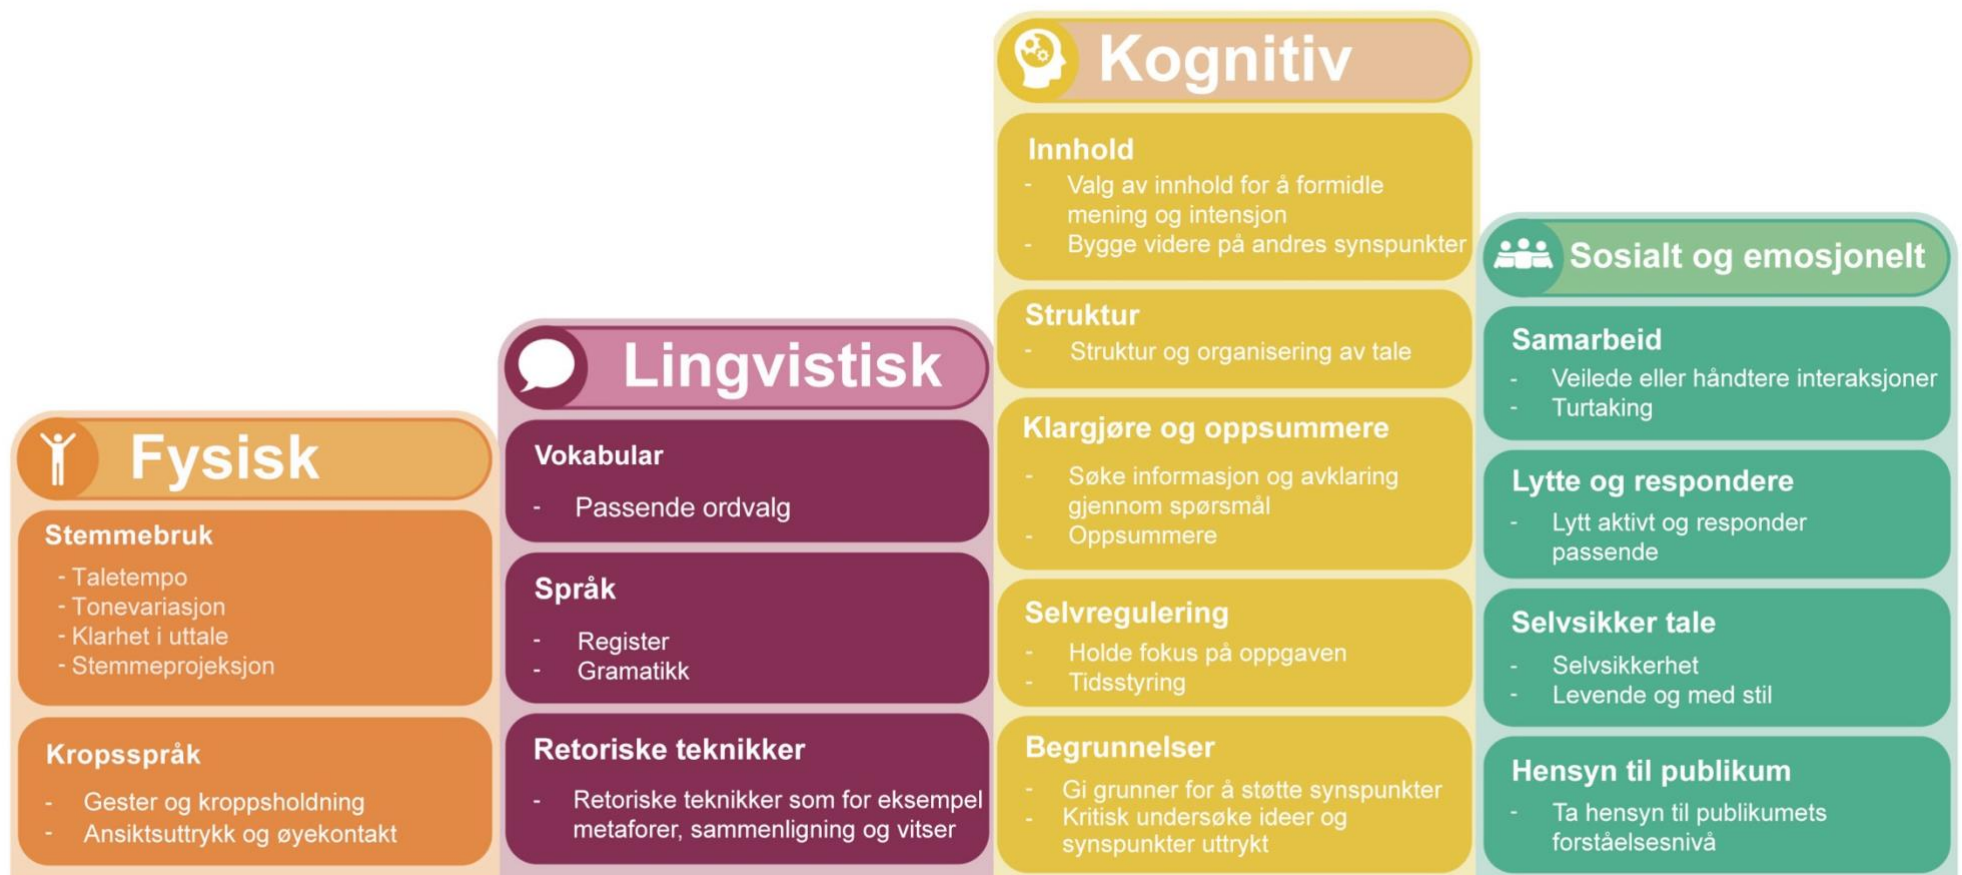 Fysisk
Stemmebruk
- Taletempo
- Tonevariasjon
- Klarhet i uttale
- Stemmeprojeksjon
Kropsspråk
- Gester og kroppsholdning
- Ansiktsuttrykk og øyekontakt
Lingvistisk
Vokabular
- Passende ordvalg
Språk
- Register
- Gramatikk
Retoriske teknikker
- Retoriske teknikker som for eksempel
metaforer, sammenligning og vitser
Kognitiv
Innhold
- Valg av innhold for å formidle
mening og intensjon
- Bygge videre på andres synspunkter
Struktur
- Struktur og organisering av tale
Klargjøre og oppsummere
- Søke informasjon og avklaring
gjennom spørsmål
- Oppsummere
Selvregulering
- Holde fokus på oppgaven
- Tidsstyring
Begrunnelser
- Gi grunner for å støtte synspunkter
- Kritisk undersøke ideer og
synspunkter uttrykt
Sosialt og emosjonelt
Samarbeid
- Veilede eller håndtere interaksjoner
- Turtaking
Lytte og respondere
- Lytt aktivt og responder
passende
Selvsikker tale
- Selvsikkerhet
- Levende og med stil
Hensyn til publikum
- Ta hensyn til publikumets
forståelsesnivå